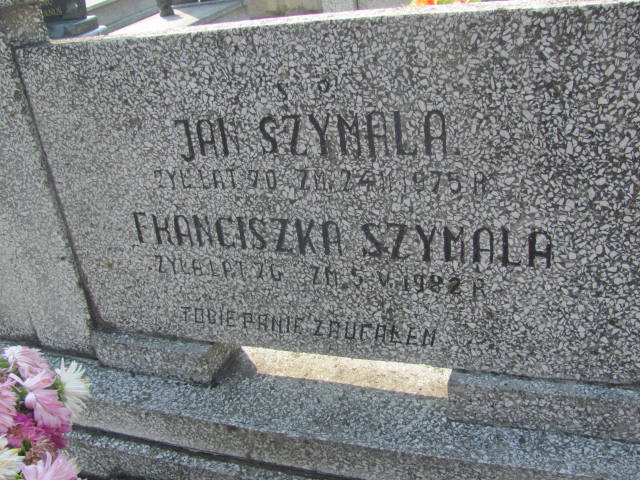 Ś P
JAN SZYMALA
ŻYŁ LAT 70 ZM. 24 II 1975 R
FRANCISZKA SZYMALA
ŻYŁA LAT 76 ZM. 5 V. 1982 R
TOBIE PANIE ZAUFAŁEM